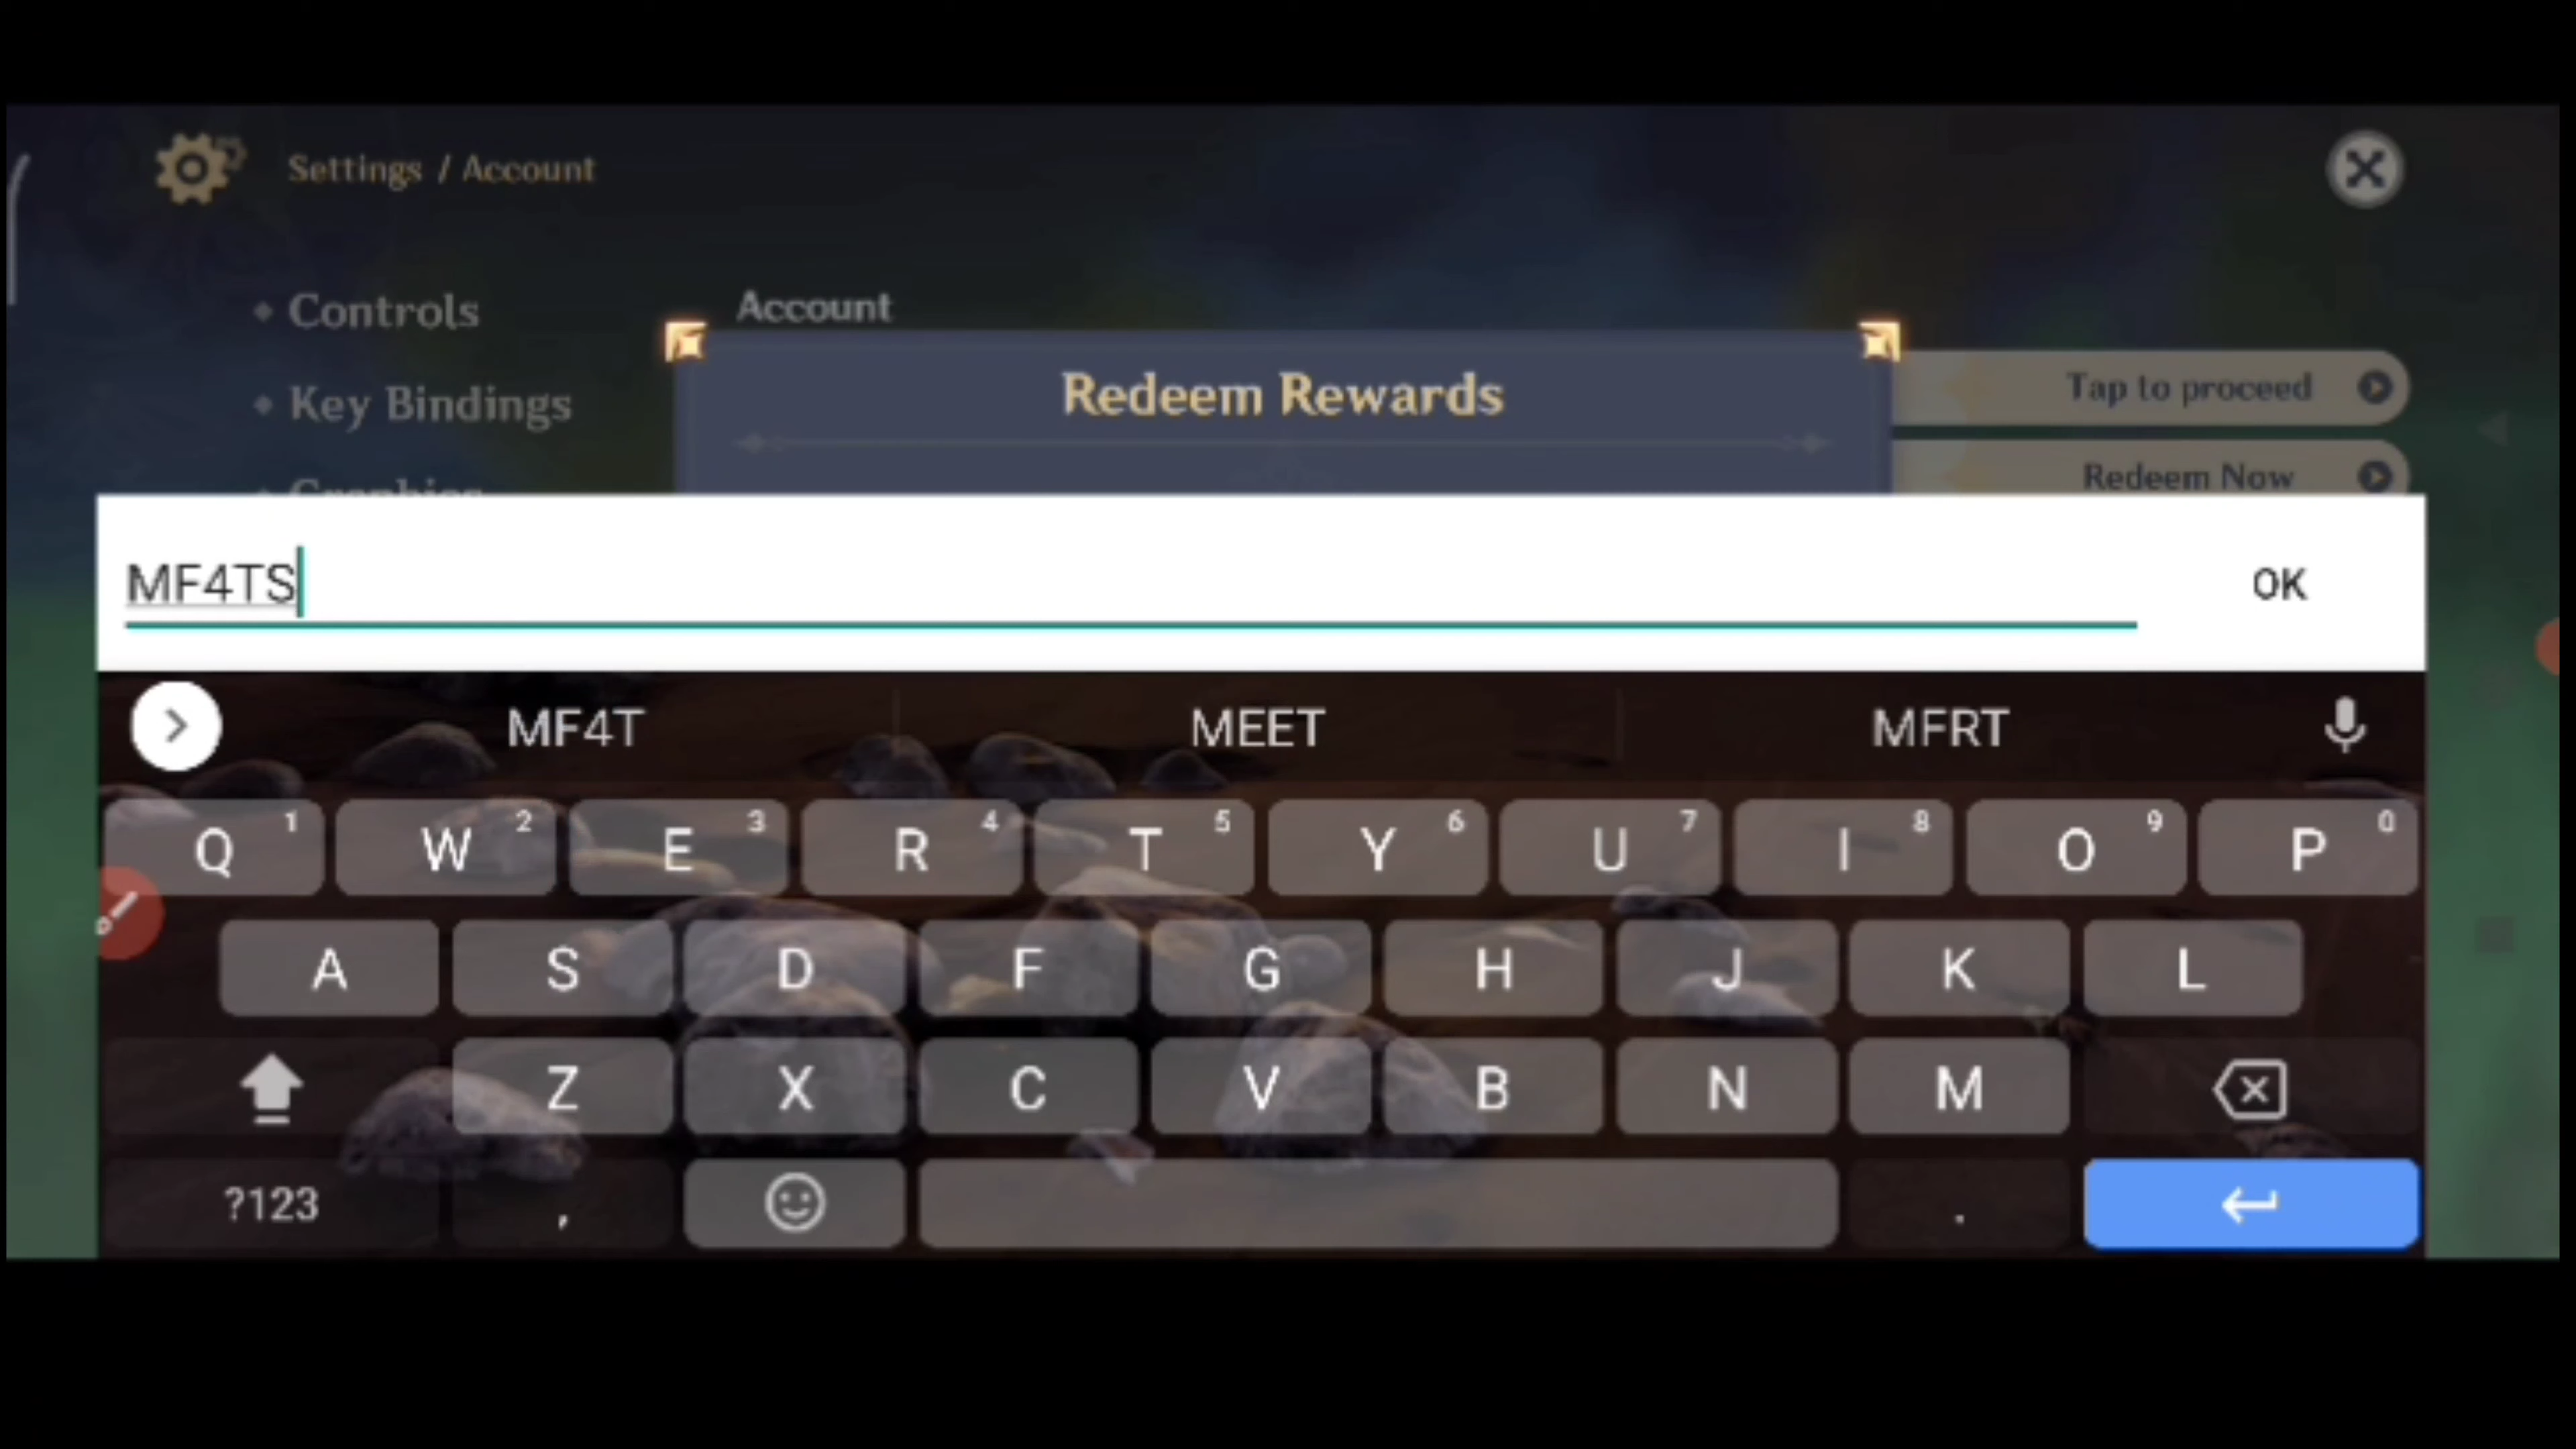 Settings / Account
Controls
Account
Key Bindings
Redeem Rewards
Tap to proceed
Graphics
Redeem Now
MF4TS
OK
MF4T MEET MFRT
Q 1 W 2 E 3 R 4 T 5 Y 6 U 7 I 8 O 9 P 0
A S D F G H J K L
Z X C V B N M
?123 , .